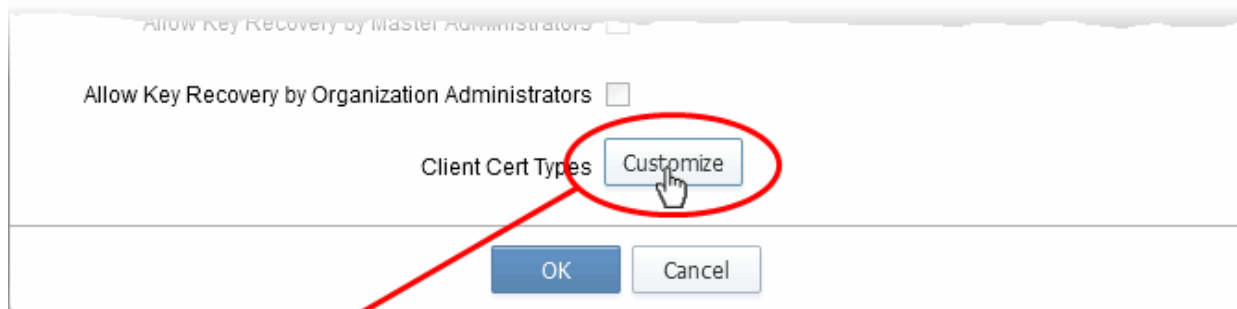 Allow Key Recovery by Master Administrators
Allow Key Recovery by Organization Administrators
Client Cert Types Customize
OK Cancel